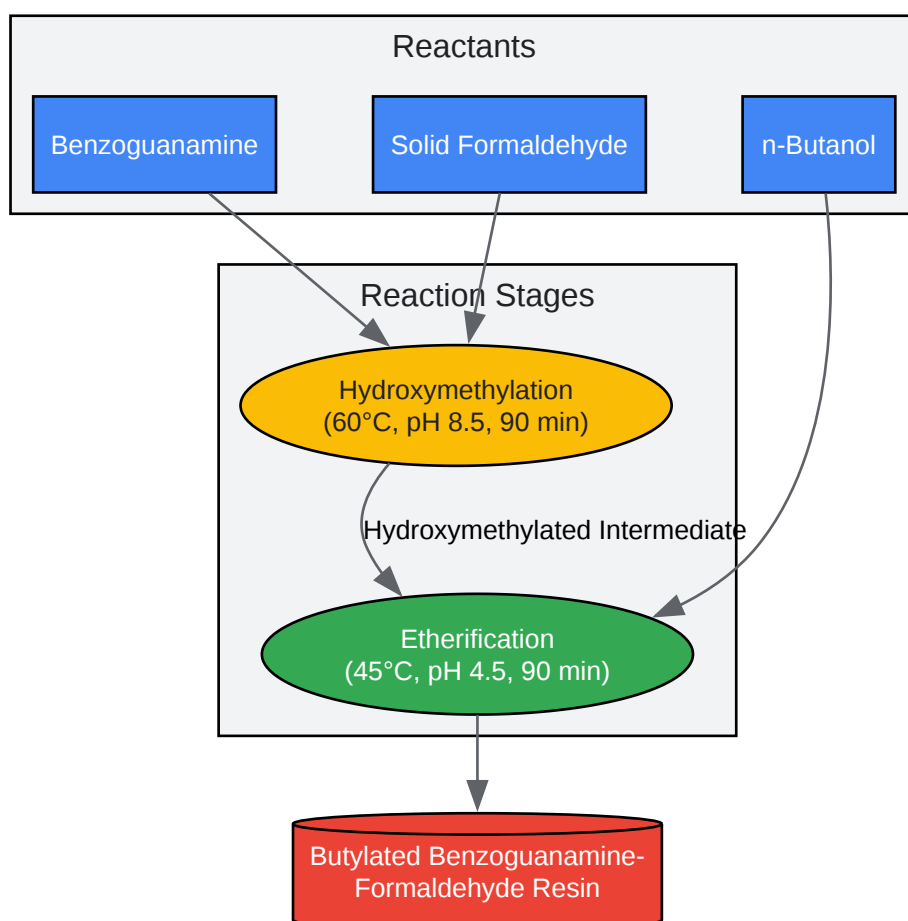 Reactants
Benzoguanamine
Solid Formaldehyde
n-Butanol
Reaction Stages
Hydroxymethylation
(60°C, pH 8.5, 90 min)
Hydroxymethylated Intermediate
Etherification
(45°C, pH 4.5, 90 min)
Butylated Benzoguanamine-
Formaldehyde Resin